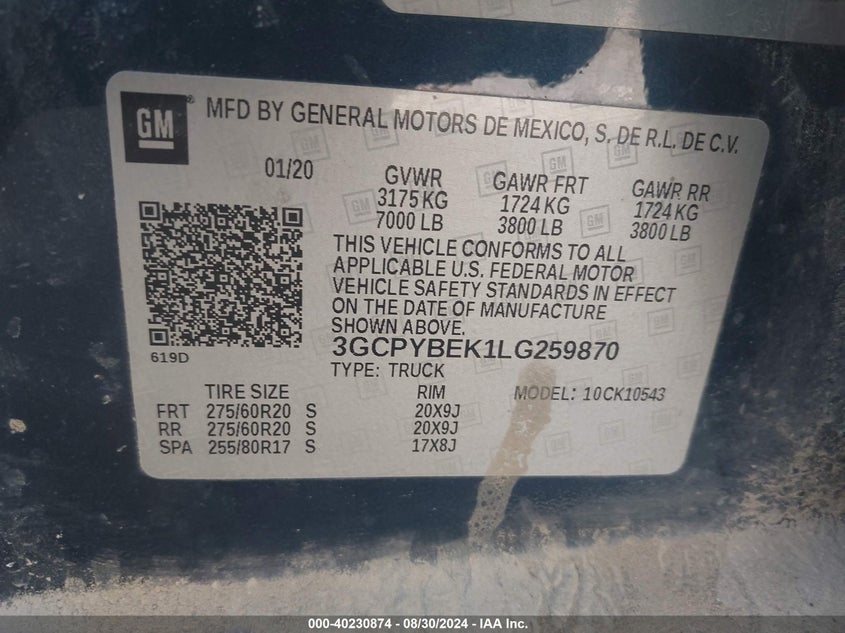 GM
MFD BY GENERAL MOTORS DE MEXICO, S. DE R.L. DE C.V.
01/20 GVWR GAWR FRT GAWR RR
3175 KG 1724 KG 1724 KG
7000 LB 3800 LB 3800 LB
THIS VEHICLE CONFORMS TO ALL
APPLICABLE U.S. FEDERAL MOTOR
VEHICLE SAFETY STANDARDS IN EFFECT
ON THE DATE OF MANUFACTURE
SHOWN ABOVE.
619D 3GCPYBEK1LG259870
TYPE: TRUCK
TIRE SIZE RIM MODEL: 10CK10543
FRT 275/60R20 S 20X9J
RR 275/60R20 S 20X9J
SPA 255/80R17 S 17X8J
000-40230874 - 08/30/2024 - IAA Inc.